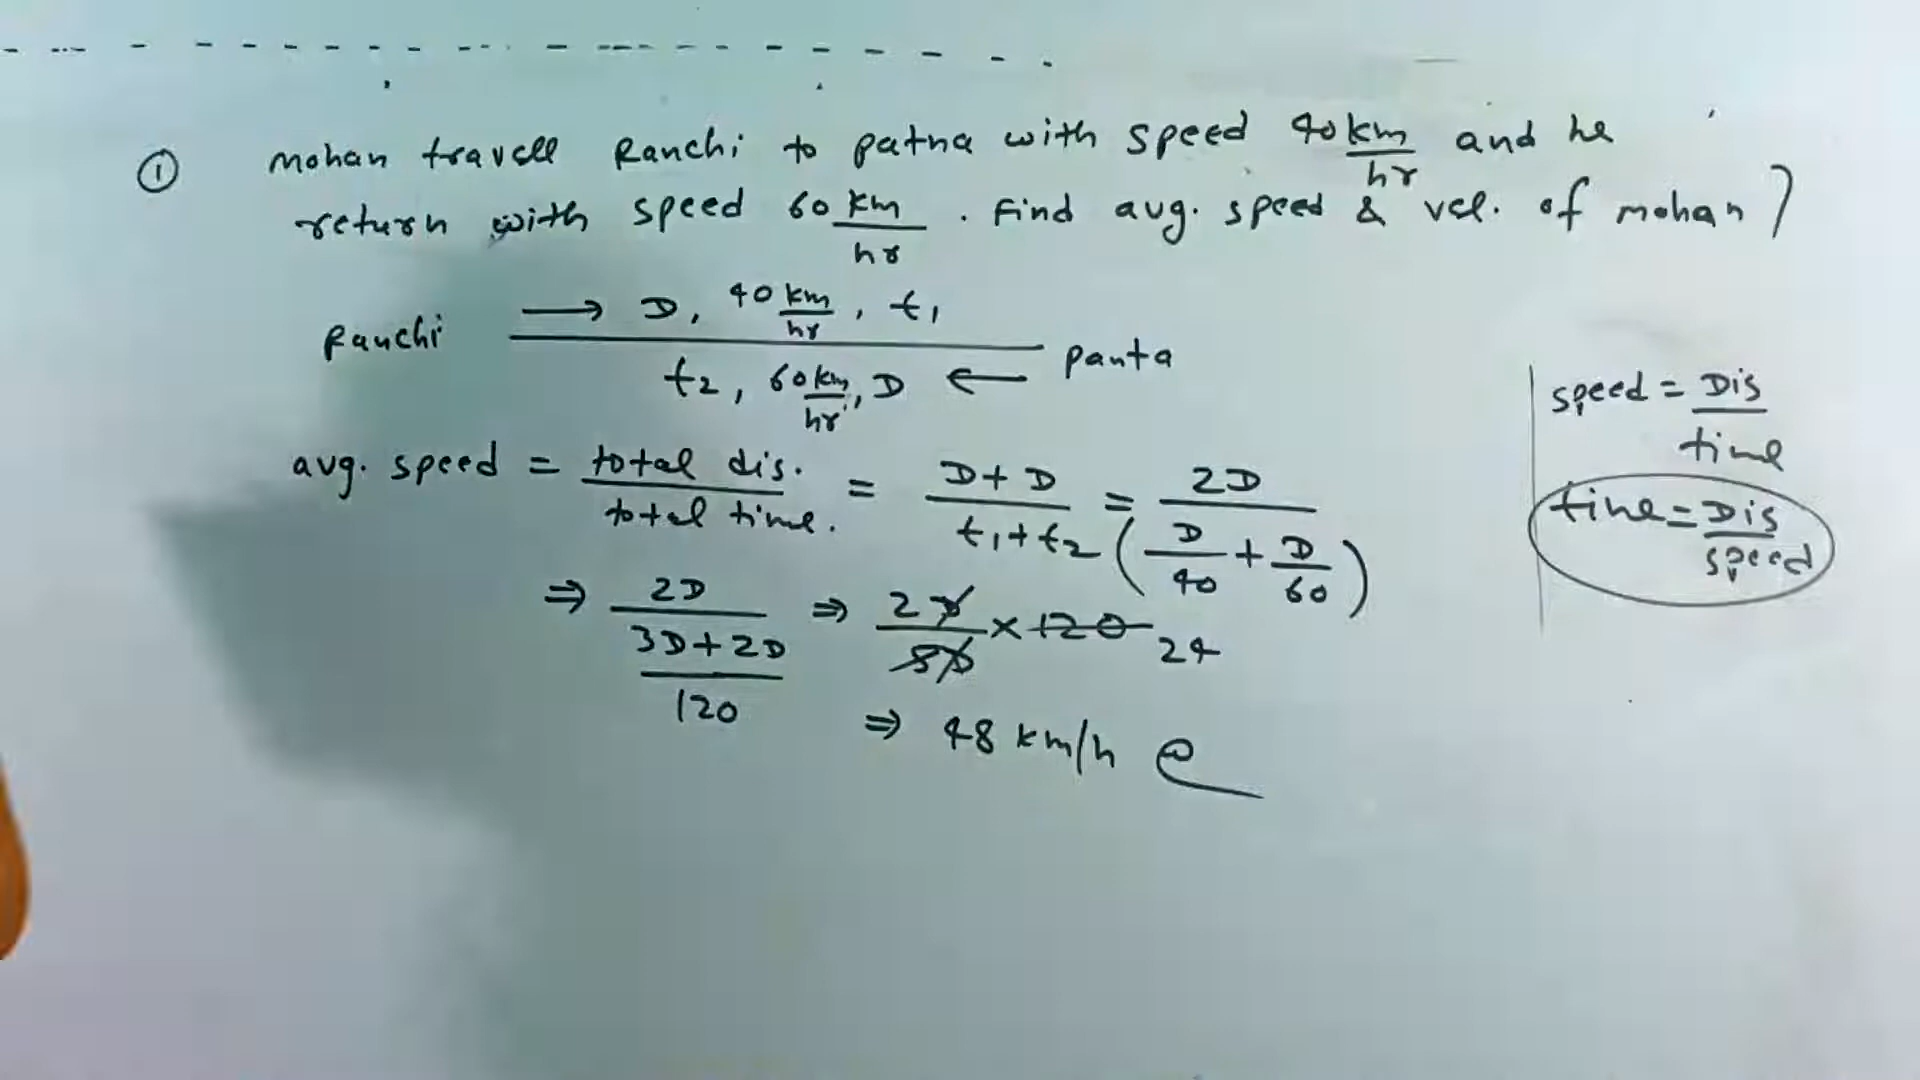 ① Mohan travell Ranchi to patna with speed 40 km/hr and he
return with speed 60 km/hr . Find avg. speed & vel. of mohan ?
Ranchi → D, 40 km/hr, t₁
t₂, 60 km/hr, D ← Panta
speed = Dis/time
time = Dis/speed
avg. speed = total dis./total time. = D+D/t₁+t₂ = 2D/(D/40 + D/60)
⇒ 2D/(3D+2D/120) ⇒ 2D/5D × 120 24
⇒ 48 km/h